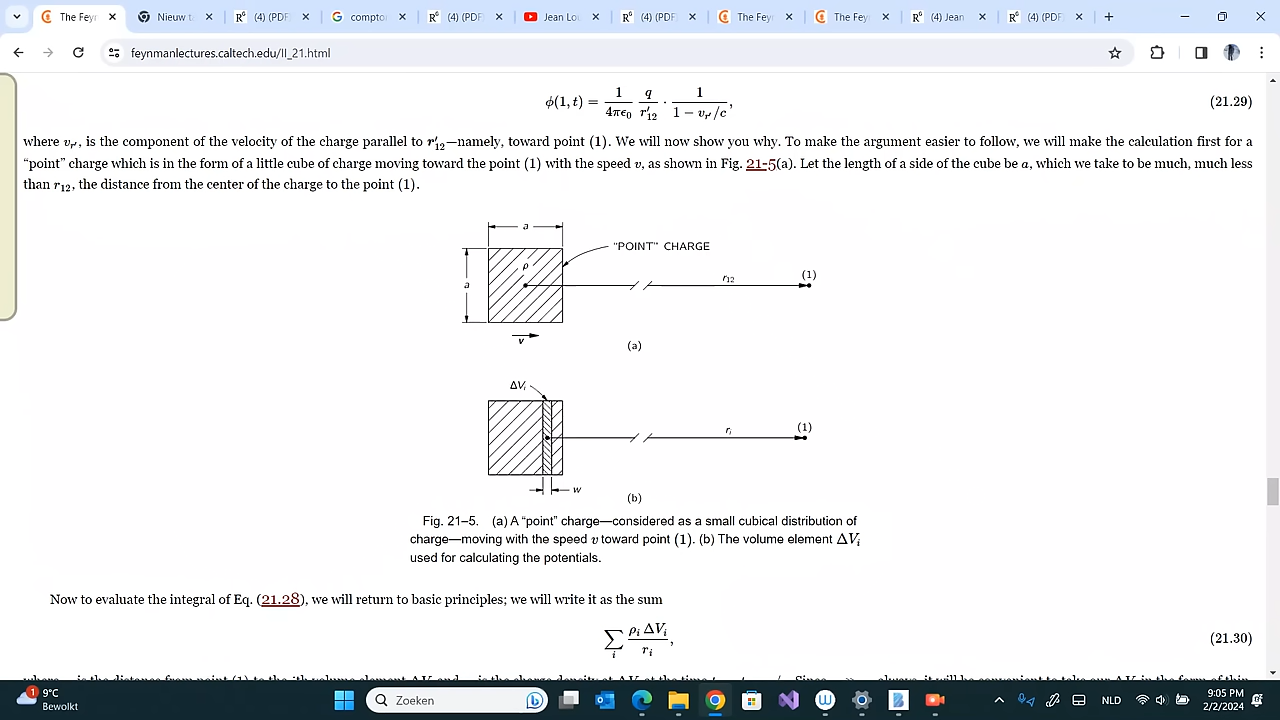 The Feyn
Nieuw ta
(4) (PDF
compto
(4) (PD
Jean Lo
(4) (PDF
The Fey
The Fey
(4) Jean
(4) (PD
feynmanlectures.caltech.edu/II_21.html
ϕ(1,t) = 1/4πϵ0 q/r′12 · 1/1 − vr′/c, (21.29)
where vr′, is the component of the velocity of the charge parallel to r′12—namely, toward point (1). We will now show you why. To make the argument easier to follow, we will make the calculation first for a
“point” charge which is in the form of a little cube of charge moving toward the point (1) with the speed v, as shown in Fig. 21-5(a). Let the length of a side of the cube be a, which we take to be much, much less
than r12, the distance from the center of the charge to the point (1).
a
“POINT” CHARGE
ρ
a
r12
(1)
v
(a)
ΔVi
ri
(1)
w
(b)
Fig. 21–5. (a) A “point” charge—considered as a small cubical distribution of
charge—moving with the speed v toward point (1). (b) The volume element ΔVi
used for calculating the potentials.
Now to evaluate the integral of Eq. (21.28), we will return to basic principles; we will write it as the sum
∑i ρi ΔVi/ri, (21.30)
1
9°C
Bewolkt
Zoeken
NLD
9:05 PM
2/2/2024